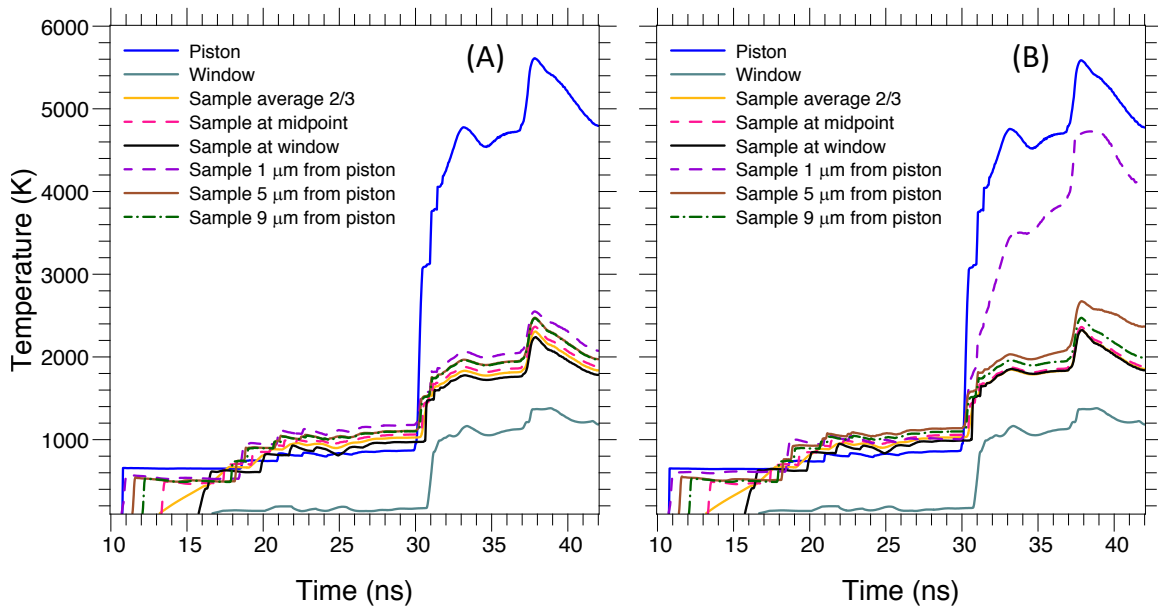 6000
5000
4000
3000
2000
1000
Temperature (K)
(A)
Piston
Window
Sample average 2/3
Sample at midpoint
Sample at window
Sample 1 μm from piston
Sample 5 μm from piston
Sample 9 μm from piston
10 15 20 25 30 35 40
Time (ns)
(B)
Piston
Window
Sample average 2/3
Sample at midpoint
Sample at window
Sample 1 μm from piston
Sample 5 μm from piston
Sample 9 μm from piston
10 15 20 25 30 35 40
Time (ns)